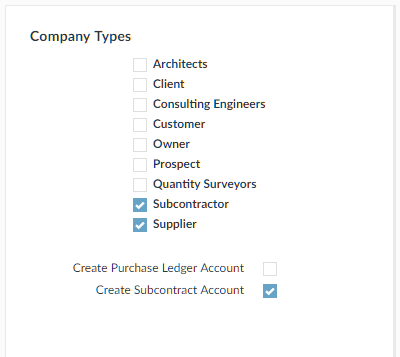 Company Types
Architects
Client
Consulting Engineers
Customer
Owner
Prospect
Quantity Surveyors
Subcontractor
Supplier
Create Purchase Ledger Account
Create Subcontract Account